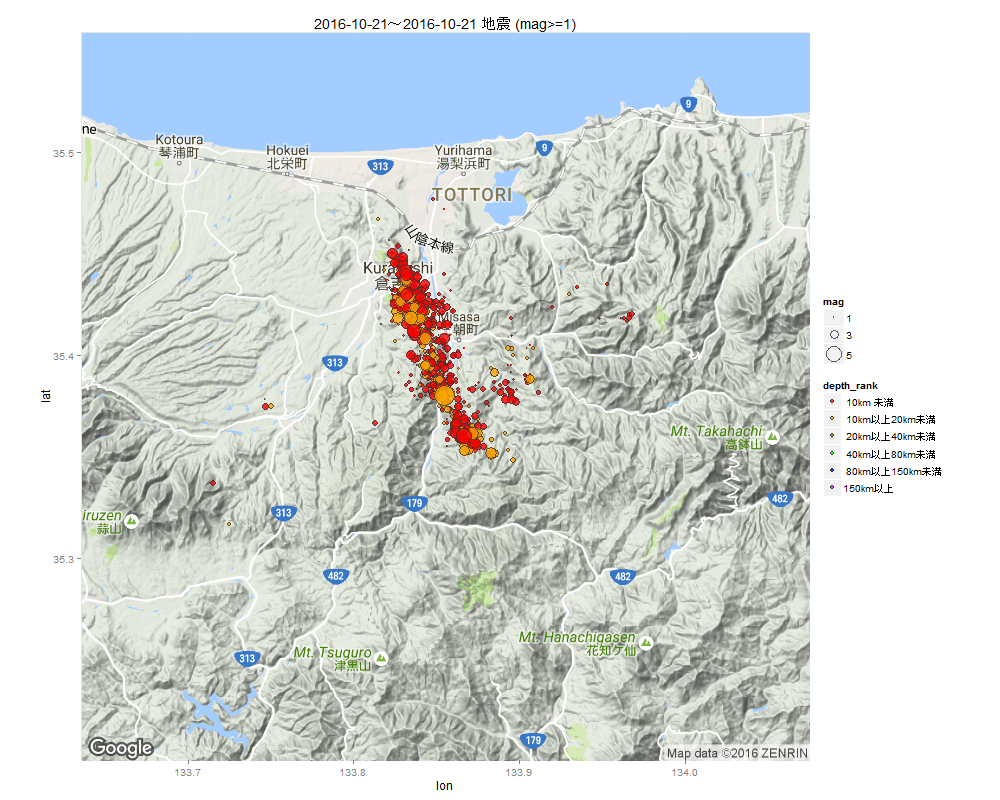 2016-10-21～2016-10-21 地震 (mag>=1)
9
ne
Kotoura
琴浦町
Hokuei
北栄町
Yurihama
湯梨浜町
9
313
35.5
TOTTORI
山陰本線
Misasa
朝町
35.4
313
lat
Mt. Takahachi
高鉢山
179
482
313
iruzen
蒜山
35.3
482
482
Mt. Hanachigasen
花知ケ仙
Mt. Tsuguro
津黒山
313
179
Google
Map data ©2016 ZENRIN
133.7
133.8
133.9
134.0
lon
mag
1
3
5
depth_rank
10km 未満
10km以上20km未満
20km以上40km未満
40km以上80km未満
80km以上150km未満
150km以上